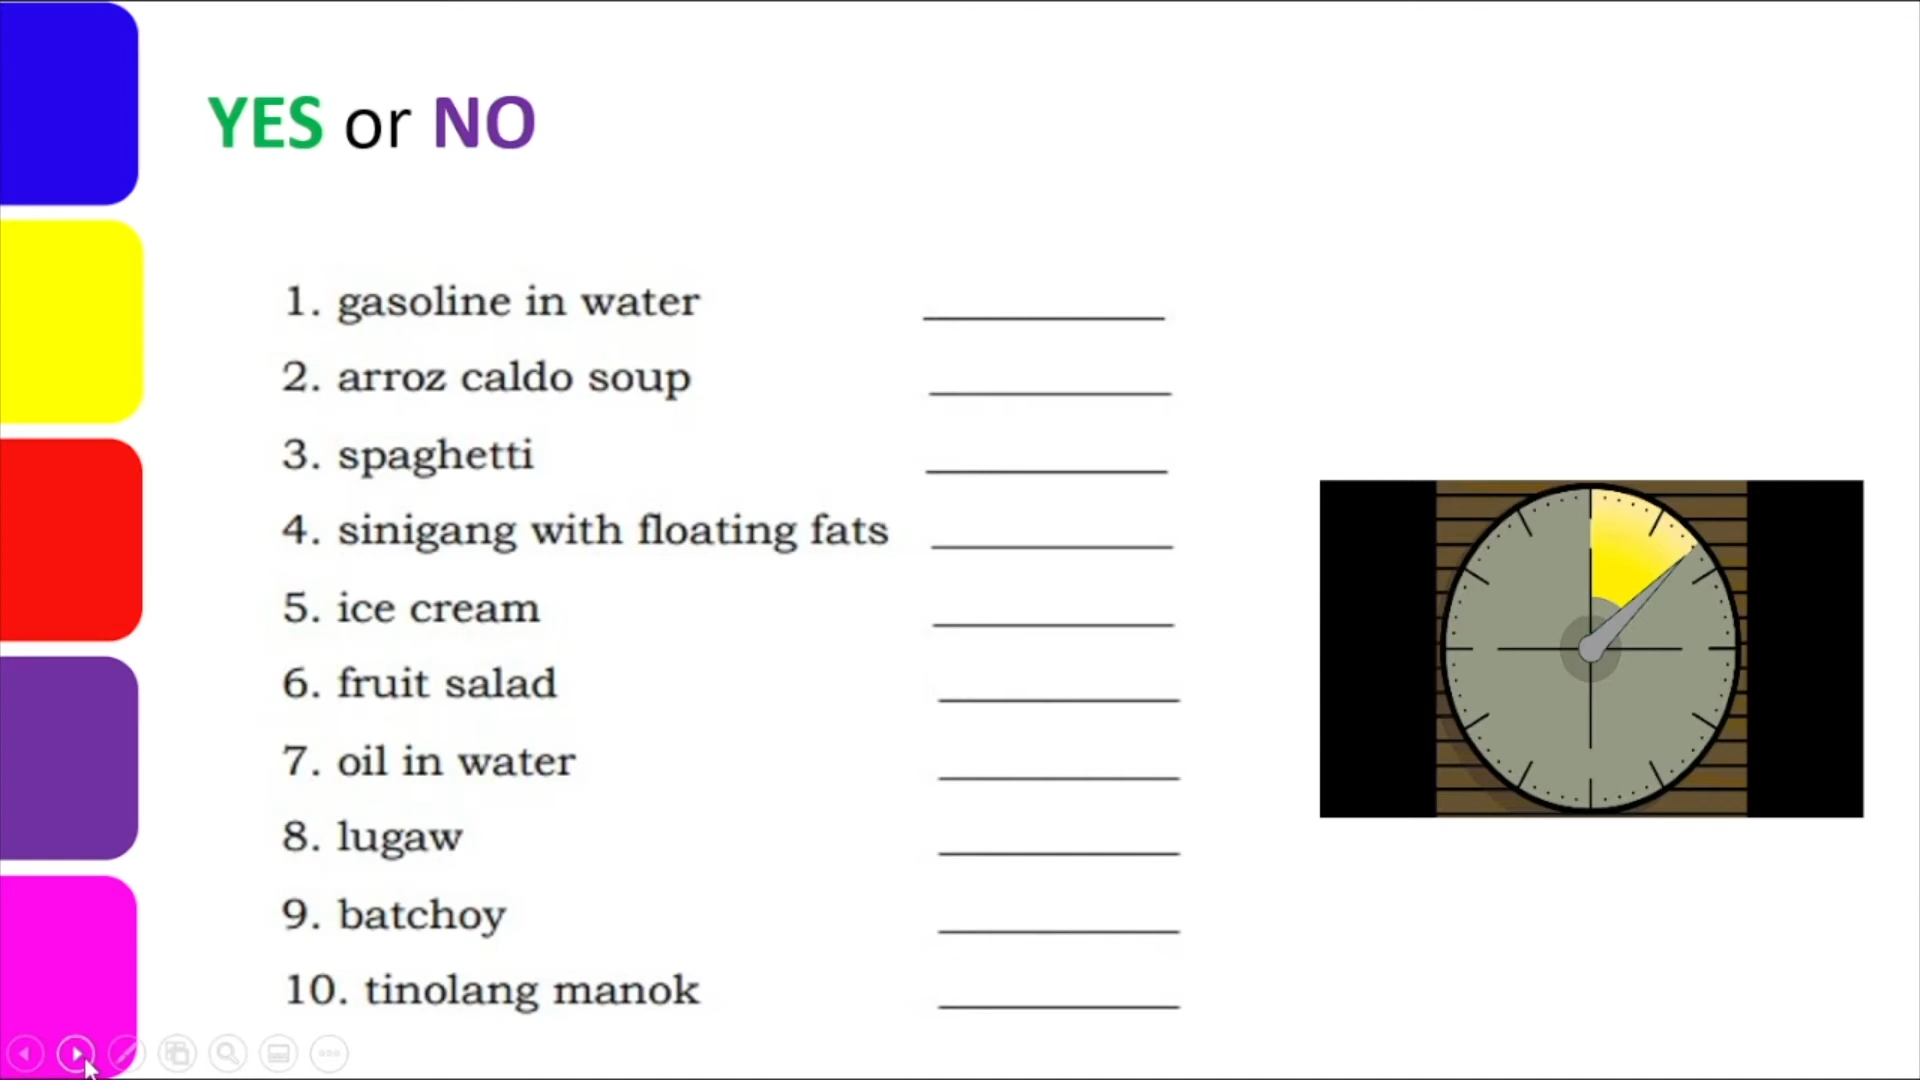 YES or NO
1. gasoline in water
2. arroz caldo soup
3. spaghetti
4. sinigang with floating fats
5. ice cream
6. fruit salad
7. oil in water
8. lugaw
9. batchoy
10. tinolang manok